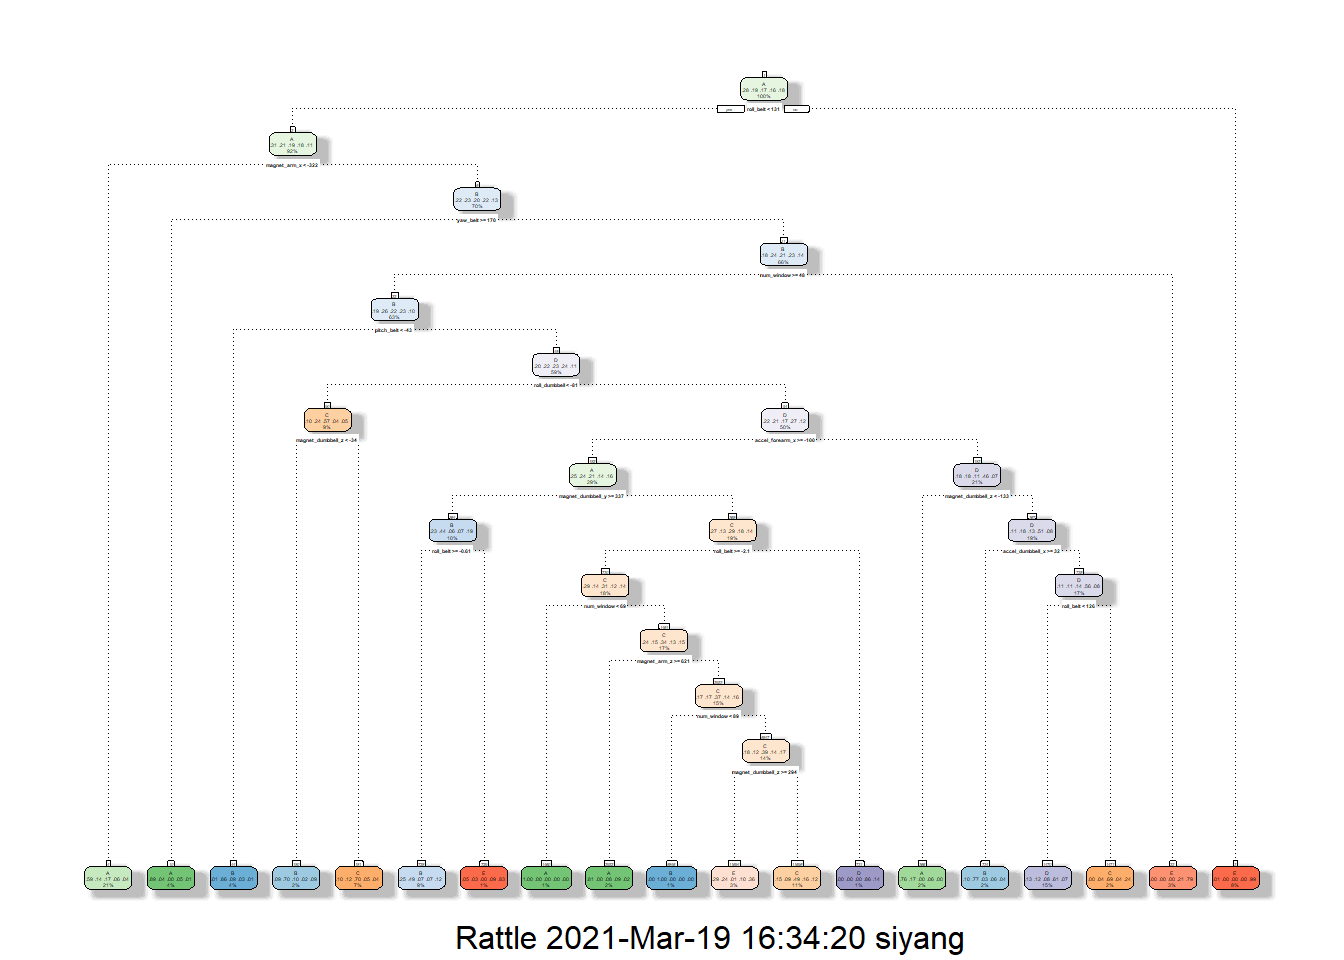 A
.28 .19 .17 .16 .18
100%
yes
roll_belt < 131
no
A
.31 .21 .19 .18 .11
92%
magnet_arm_x < -322
B
.22 .23 .20 .22 .13
70%
yaw_belt >= 170
B
.18 .24 .21 .23 .14
66%
num_window >= 46
B
.19 .26 .22 .23 .10
63%
pitch_belt < -43
D
.20 .22 .23 .24 .11
59%
roll_dumbbell < -81
C
.10 .24 .57 .04 .05
9%
magnet_dumbbell_z < -34
D
.22 .21 .17 .27 .12
50%
accel_forearm_x >= -100
A
.25 .24 .21 .14 .16
29%
magnet_dumbbell_y >= 337
D
.18 .18 .11 .46 .07
21%
magnet_dumbbell_z < -133
B
.23 .44 .06 .07 .19
10%
roll_belt >= -0.61
C
.27 .13 .29 .18 .14
19%
roll_belt >= -2.1
D
.11 .18 .13 .51 .08
19%
accel_dumbbell_x >= 32
C
.29 .14 .31 .12 .14
18%
num_window < 69
D
.11 .11 .14 .56 .08
17%
roll_belt < 126
C
.24 .15 .34 .13 .15
17%
magnet_arm_z >= 621
C
.17 .17 .37 .14 .16
15%
num_window < 89
C
.18 .12 .39 .14 .17
14%
magnet_dumbbell_z >= 294
A
.59 .14 .17 .06 .04
21%
A
.89 .04 .00 .05 .01
4%
B
.01 .86 .09 .03 .01
4%
B
.09 .70 .10 .02 .09
2%
C
.10 .12 .70 .05 .04
7%
B
.25 .49 .07 .07 .12
9%
E
.05 .03 .00 .09 .83
1%
A
1.00 .00 .00 .00 .00
1%
A
.81 .00 .08 .09 .02
2%
B
.00 1.00 .00 .00 .00
1%
E
.29 .24 .01 .10 .36
3%
C
.15 .09 .49 .16 .12
11%
D
.00 .00 .00 .86 .14
1%
A
.76 .17 .00 .06 .00
2%
B
.10 .77 .03 .06 .04
2%
D
.13 .12 .08 .61 .07
15%
C
.00 .04 .69 .04 .24
2%
E
.00 .00 .00 .21 .79
3%
E
.01 .00 .00 .00 .99
8%
Rattle 2021-Mar-19 16:34:20 siyang